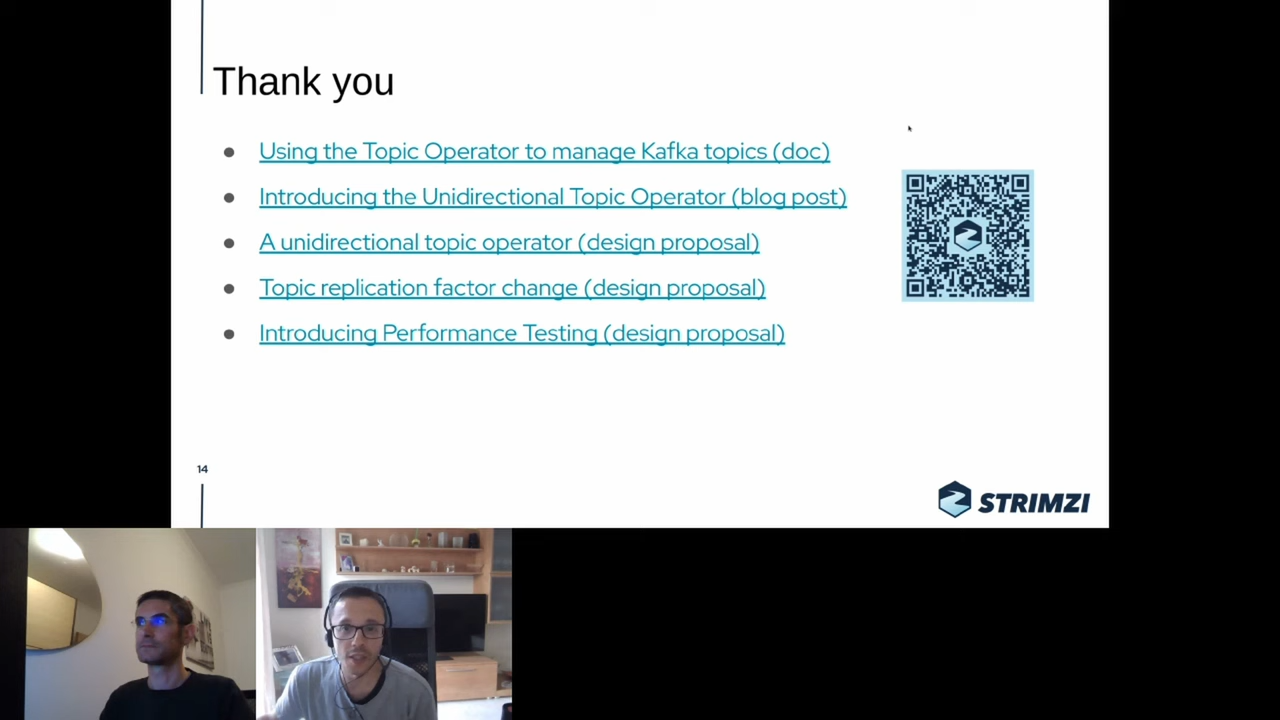 Thank you
Using the Topic Operator to manage Kafka topics (doc)
Introducing the Unidirectional Topic Operator (blog post)
A unidirectional topic operator (design proposal)
Topic replication factor change (design proposal)
Introducing Performance Testing (design proposal)
14
STRIMZI